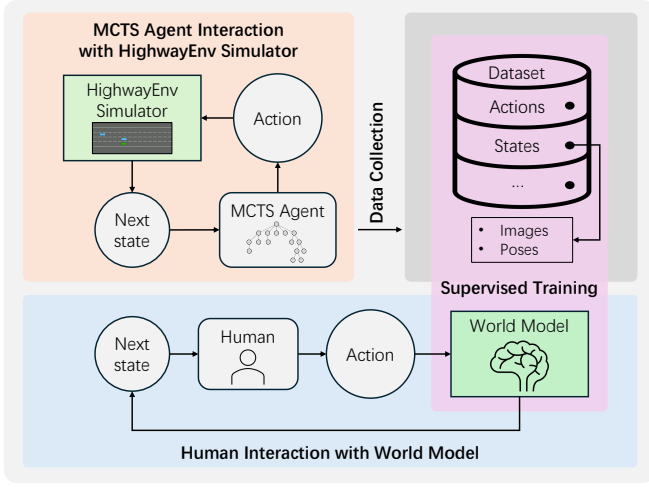 MCTS Agent Interaction
with HighwayEnv Simulator
HighwayEnv
Simulator
Action
Next
state
MCTS Agent
Data Collection
Dataset
Actions
States
...
• Images
• Poses
Supervised Training
Next
state
Human
Action
World Model
Human Interaction with World Model